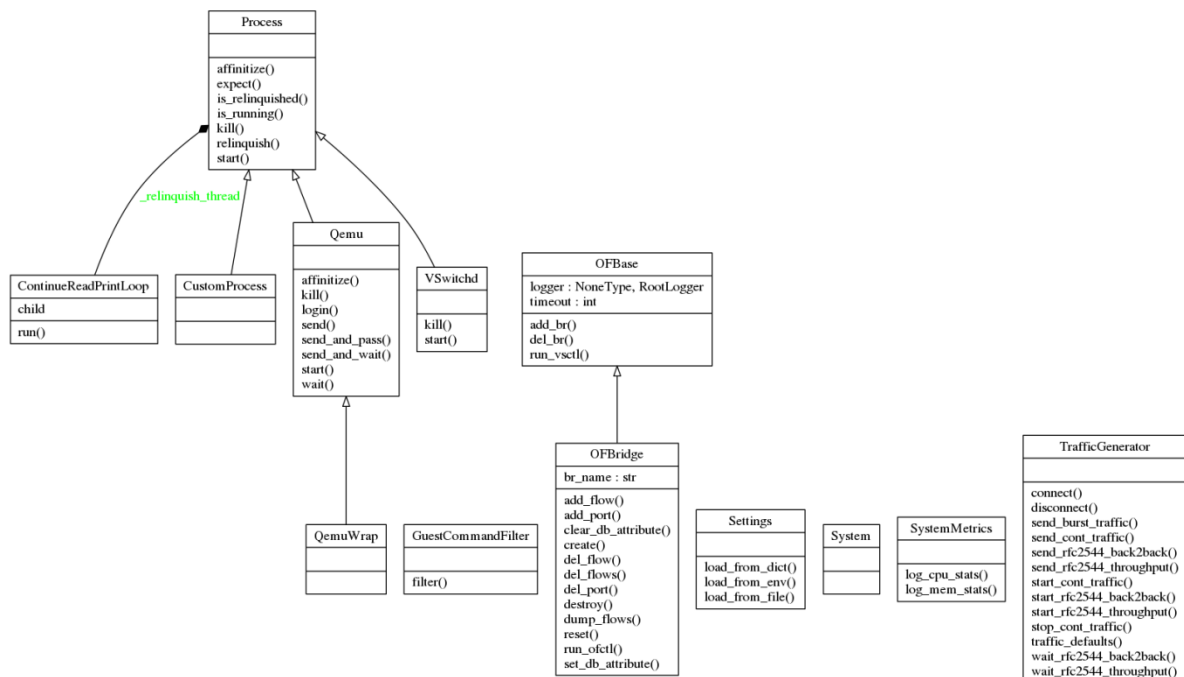 Process
affinitize()
expect()
is_relinquished()
is_running()
kill()
relinquish()
start()
_relinquish_thread
ContinueReadPrintLoop
child
run()
CustomProcess
Qemu
affinitize()
kill()
login()
send()
send_and_pass()
send_and_wait()
start()
wait()
VSwitchd
kill()
start()
OFBase
logger : NoneType, RootLogger
timeout : int
add_br()
del_br()
run_vsctl()
QemuWrap
GuestCommandFilter
filter()
OFBridge
br_name : str
add_flow()
add_port()
clear_db_attribute()
create()
del_flow()
del_flows()
del_port()
destroy()
dump_flows()
reset()
run_ofctl()
set_db_attribute()
Settings
load_from_dict()
load_from_env()
load_from_file()
System
SystemMetrics
log_cpu_stats()
log_mem_stats()
TrafficGenerator
connect()
disconnect()
send_burst_traffic()
send_cont_traffic()
send_rfc2544_back2back()
send_rfc2544_throughput()
start_cont_traffic()
start_rfc2544_back2back()
start_rfc2544_throughput()
stop_cont_traffic()
traffic_defaults()
wait_rfc2544_back2back()
wait_rfc2544_throughput()